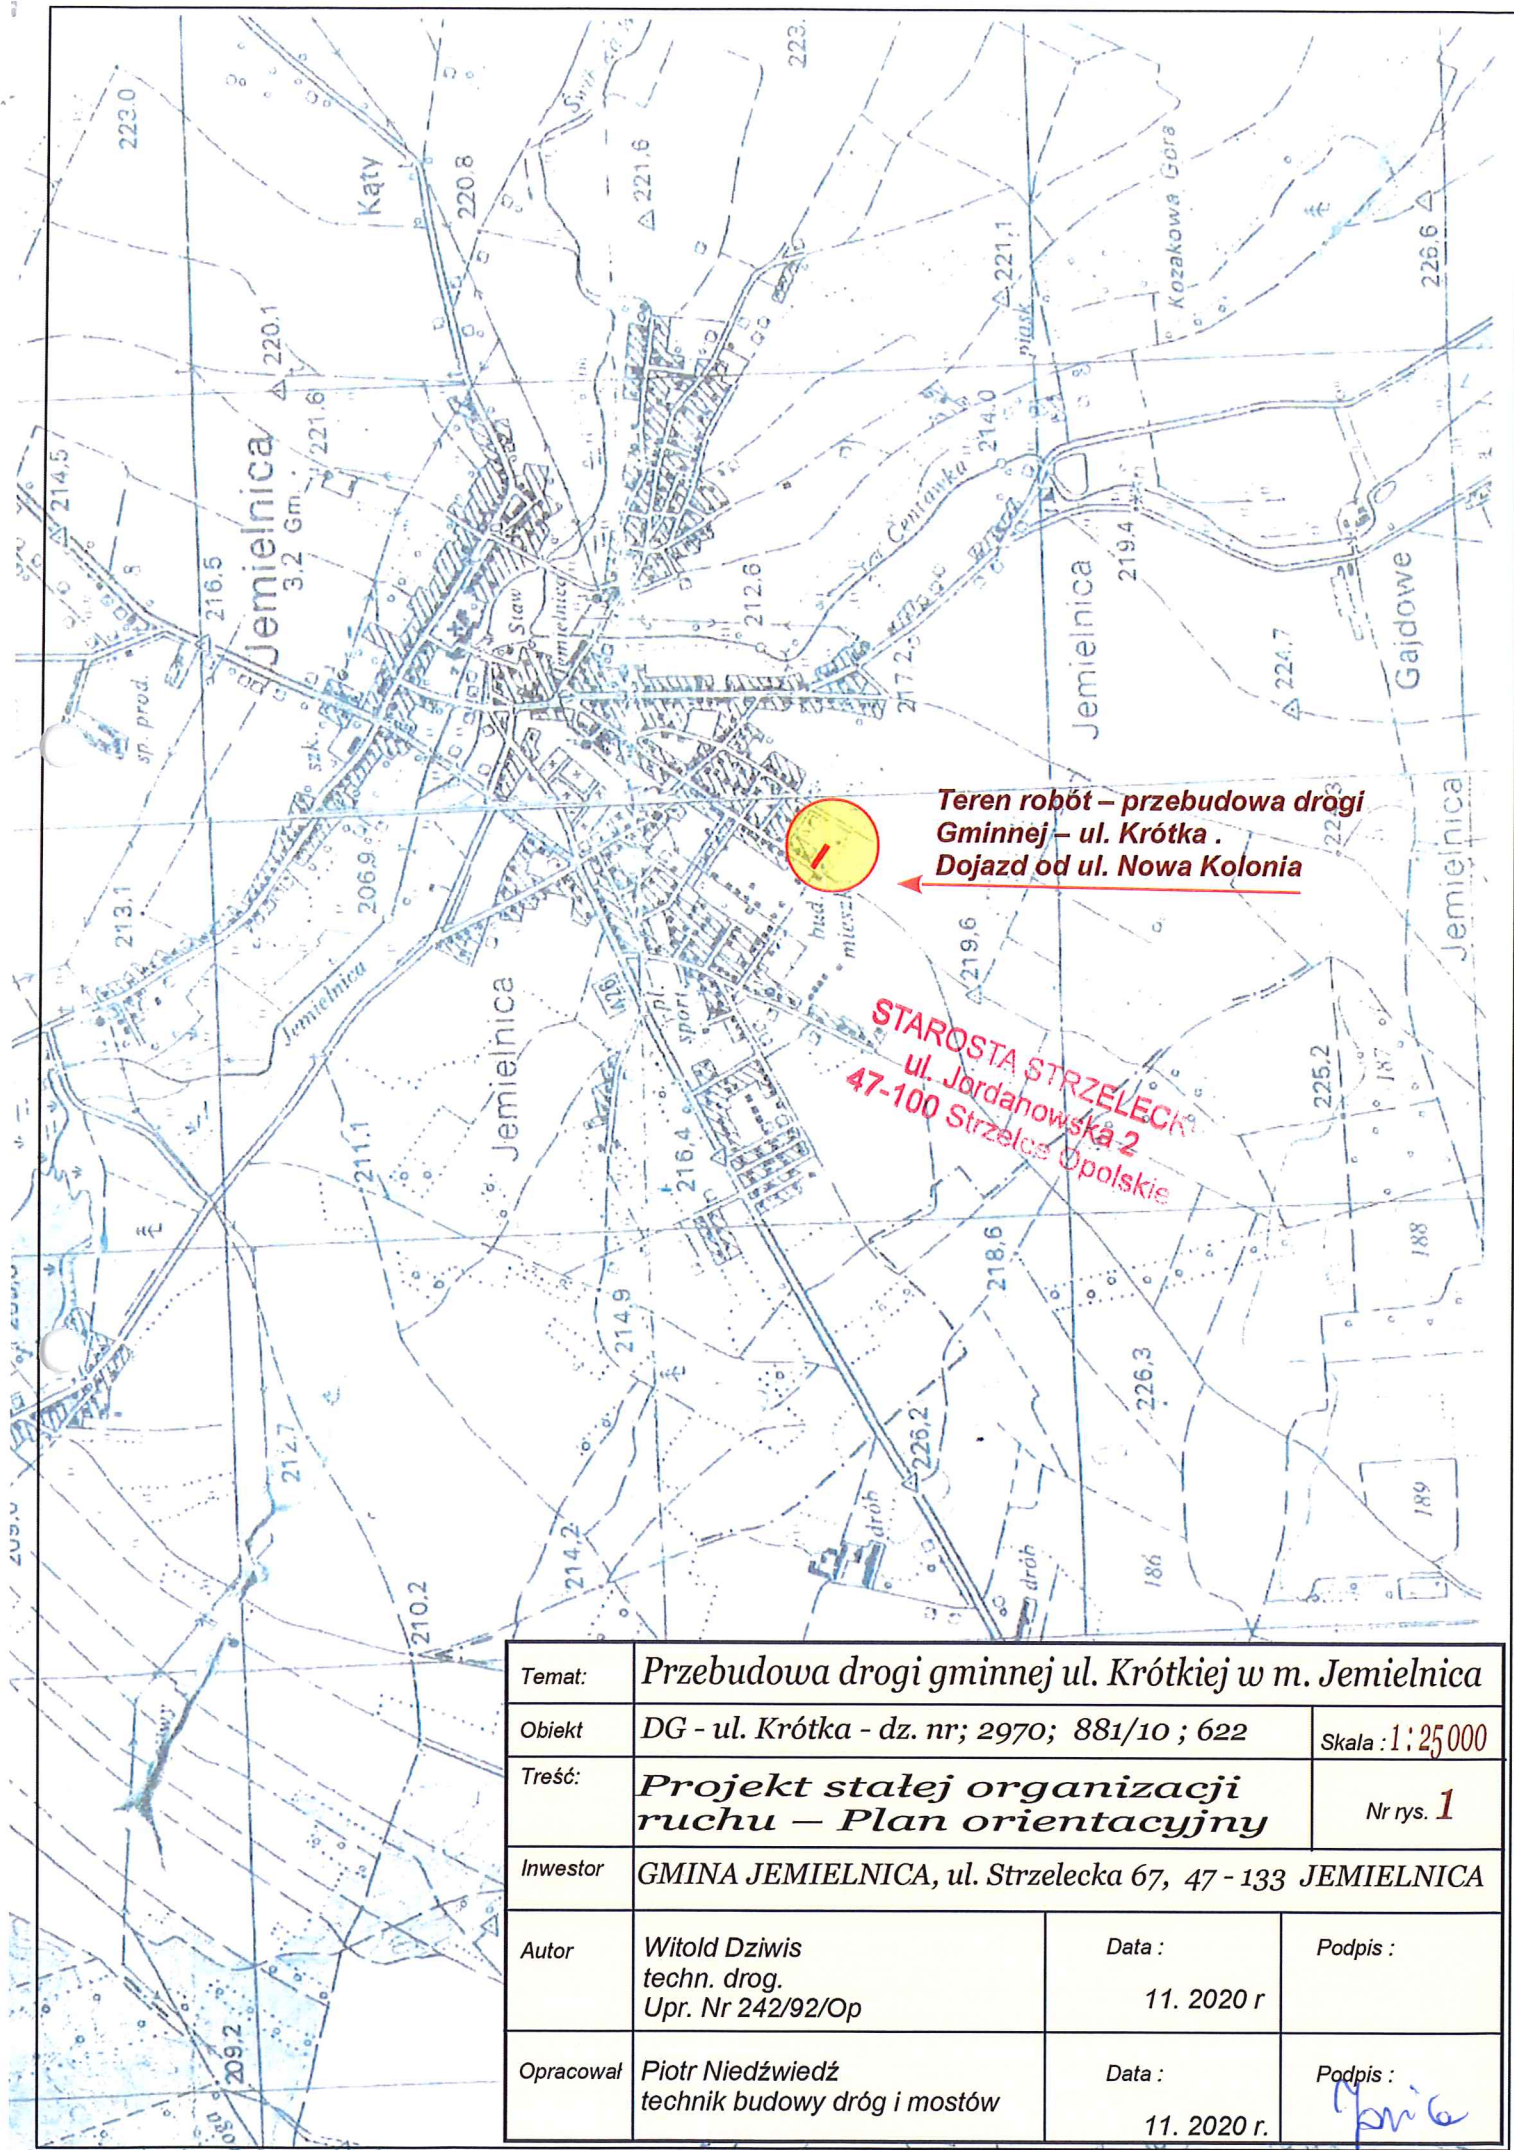 223.0
223.
Kąty
220.8
221.6
220.1
Jemielnica
3.2 Gm.
221.6
214.5
216.5
sp. prod.
szk.
Staw
Jemielnica
212.6
Centawka
214.0
221.1
piask.
Kozakowa Góra
226.6
Jemielnica
219.4
217.2
224.7
Gajdowe
Jemielnica
213.1
206.9
Jemielnica
Jemielnica
426
pl.
sport.
bud.
mieszk.
Teren robót – przebudowa drogi
Gminnej – ul. Krótka .
Dojazd od ul. Nowa Kolonia
219,6
STAROSTA STRZELECKI
ul. Jordanowska 2
47-100 Strzelce Opolskie
225,2
187
188
211.1
216,4
214,9
218,6
226,3
226,2
212.7
214,2
210.2
drób
drób
186
189
209,2
Temat:
Przebudowa drogi gminnej ul. Krótkiej w m. Jemielnica
Obiekt
DG - ul. Krótka - dz. nr; 2970; 881/10 ; 622
Skala : 1 : 25 000
Treść:
Projekt stałej organizacji
ruchu – Plan orientacyjny
Nr rys. 1
Inwestor
GMINA JEMIELNICA, ul. Strzelecka 67, 47 - 133 JEMIELNICA
Autor
Witold Dziwis
techn. drog.
Upr. Nr 242/92/Op
Data :
11. 2020 r
Podpis :
Opracował
Piotr Niedźwiedź
technik budowy dróg i mostów
Data :
11. 2020 r.
Podpis :